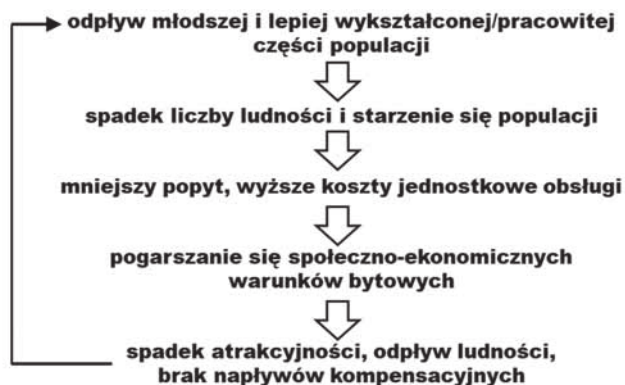 odpływ młodszej i lepiej wykształconej/pracowitej
części populacji
spadek liczby ludności i starzenie się populacji
mniejszy popyt, wyższe koszty jednostkowe obsługi
pogarszanie się społeczno-ekonomicznych
warunków bytowych
spadek atrakcyjności, odpływ ludności,
brak napływów kompensacyjnych